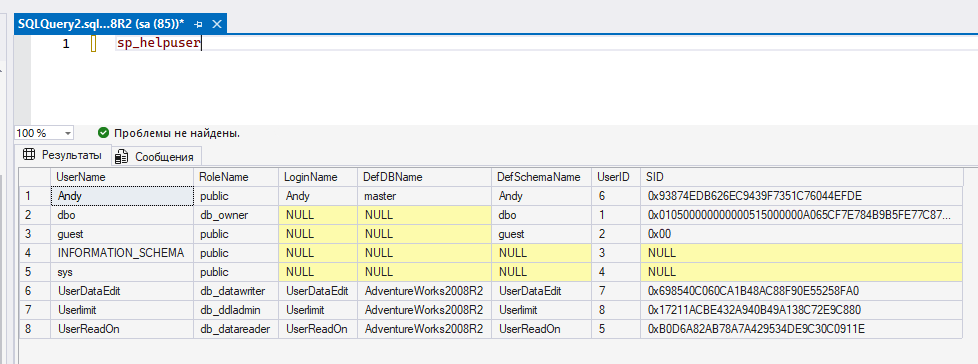 SQLQuery2.sql...8R2 (sa (85))*
1 sp_helpuser
100 % Проблемы не найдены.
Результаты Сообщения
UserName RoleName LoginName DefDBName DefSchemaName UserID SID
1 Andy public Andy master Andy 6 0x93874EDB626EC9439F7351C76044EFDE
2 dbo db_owner NULL NULL dbo 1 0x010500000000000515000000A065CF7E784B9B5FE77C87...
3 guest public NULL NULL guest 2 0x00
4 INFORMATION_SCHEMA public NULL NULL NULL 3 NULL
5 sys public NULL NULL NULL 4 NULL
6 UserDataEdit db_datawriter UserDataEdit AdventureWorks2008R2 UserDataEdit 7 0x698540C060CA1B48AC88F90E55258FA0
7 Userlimit db_ddladmin Userlimit AdventureWorks2008R2 Userlimit 8 0x17211ACBE432A940B49A138C72E9C880
8 UserReadOn db_datareader UserReadOn AdventureWorks2008R2 UserReadOn 5 0xB0D6A82AB78A7A429534DE9C30C0911E